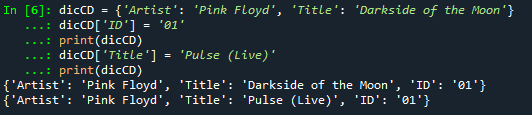 In [6]: dicCD = {'Artist': 'Pink Floyd', 'Title': 'Darkside of the Moon'}
   ...: dicCD['ID'] = '01'
   ...: print(dicCD)
   ...: dicCD['Title'] = 'Pulse (Live)'
   ...: print(dicCD)
{'Artist': 'Pink Floyd', 'Title': 'Darkside of the Moon', 'ID': '01'}
{'Artist': 'Pink Floyd', 'Title': 'Pulse (Live)', 'ID': '01'}